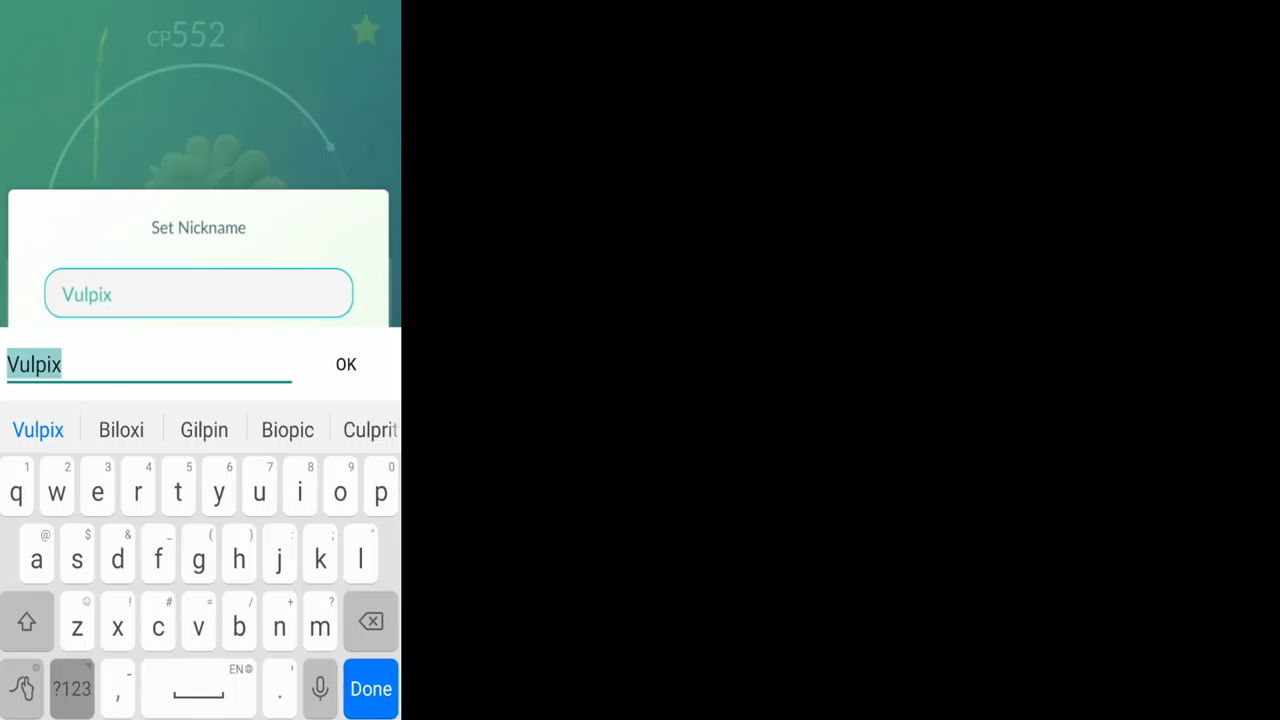 CP552
Set Nickname
Vulpix
Vulpix OK
Vulpix Biloxi Gilpin Biopic Culprit
1 2 3 4 5 6 7 8 9 0
q w e r t y u i o p
@ $ & _ ( ) : ; "
a s d f g h j k l
! # = / + ?
z x c v b n m
- EN '
?123 , . Done